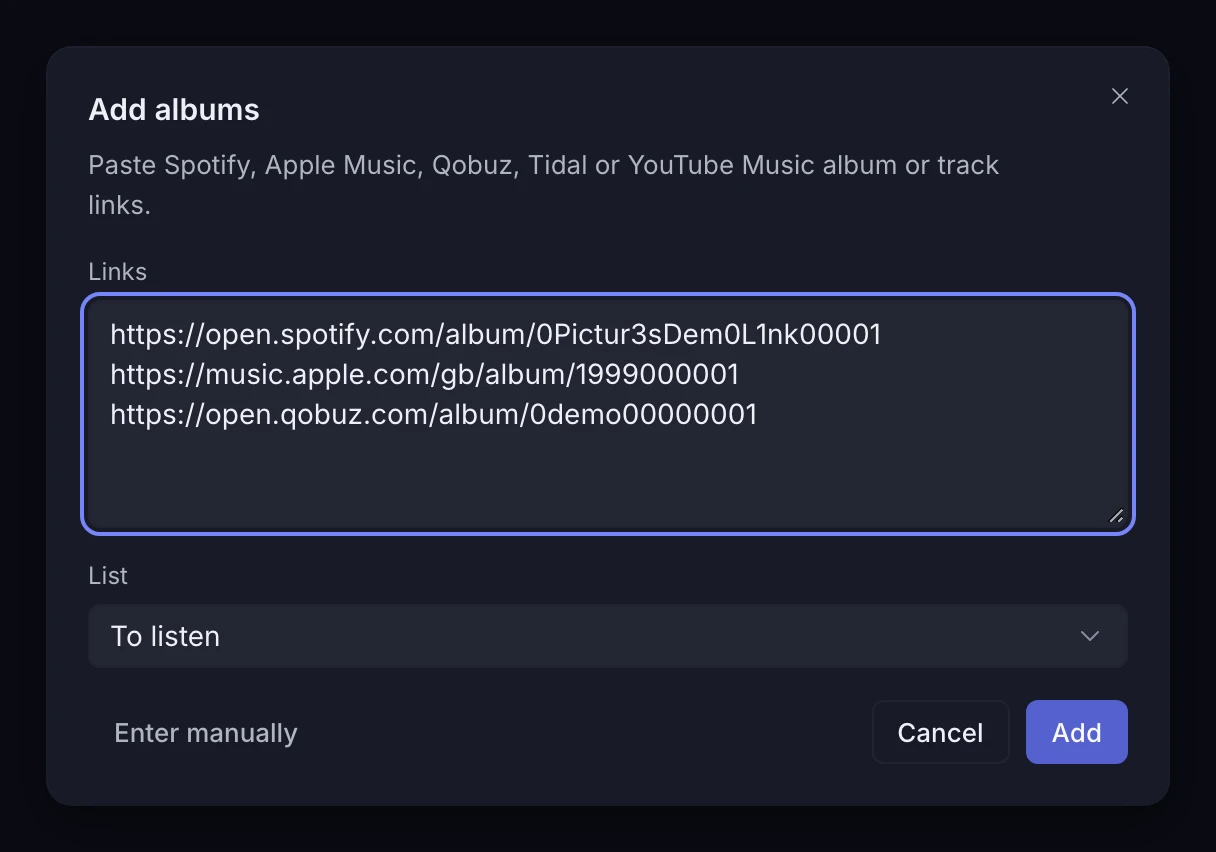 Add albums
Paste Spotify, Apple Music, Qobuz, Tidal or YouTube Music album or track
links.
Links
https://open.spotify.com/album/0Pictur3sDem0L1nk00001
https://music.apple.com/gb/album/1999000001
https://open.qobuz.com/album/0demo00000001
List
To listen
Enter manually
Cancel
Add